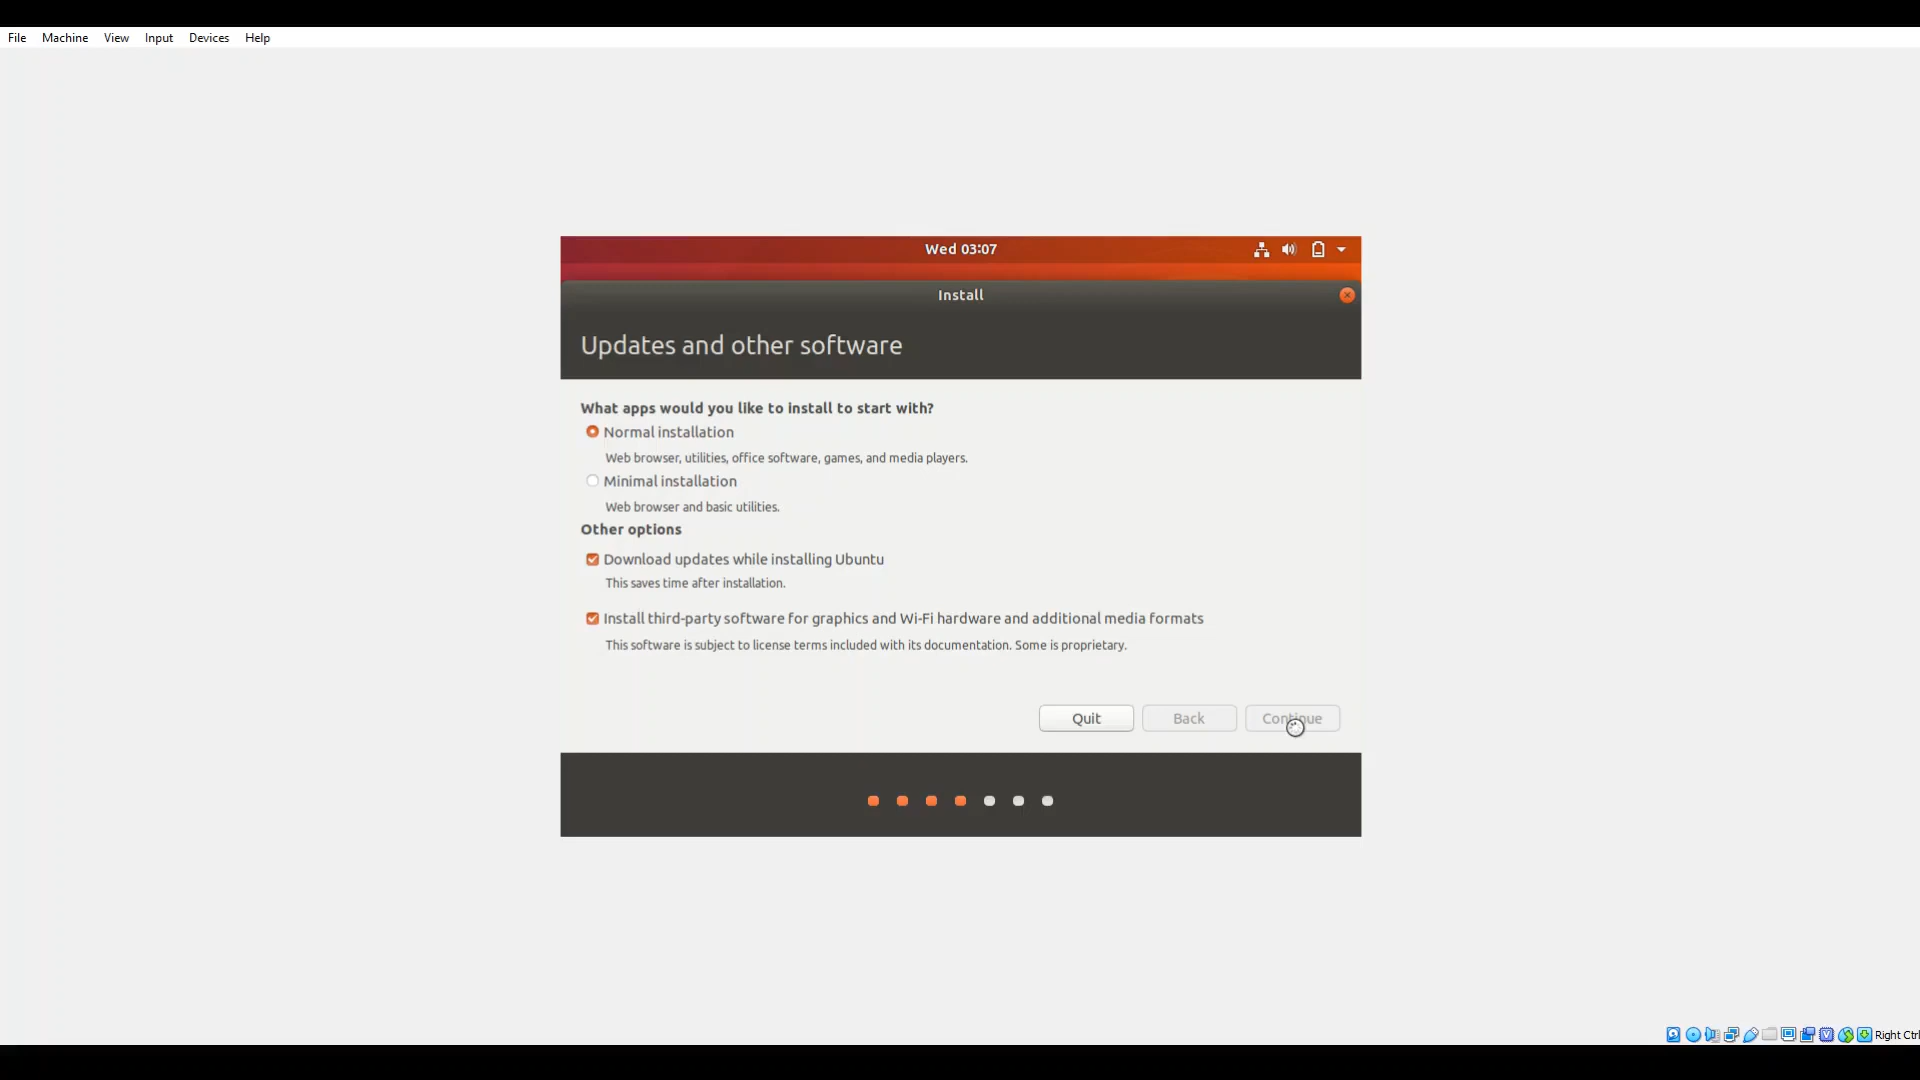 File Machine View Input Devices Help
Wed 03:07
Install
Updates and other software
What apps would you like to install to start with?
Normal installation
Web browser, utilities, office software, games, and media players.
Minimal installation
Web browser and basic utilities.
Other options
Download updates while installing Ubuntu
This saves time after installation.
Install third-party software for graphics and Wi-Fi hardware and additional media formats
This software is subject to license terms included with its documentation. Some is proprietary.
Quit Back Continue
Right Ctrl